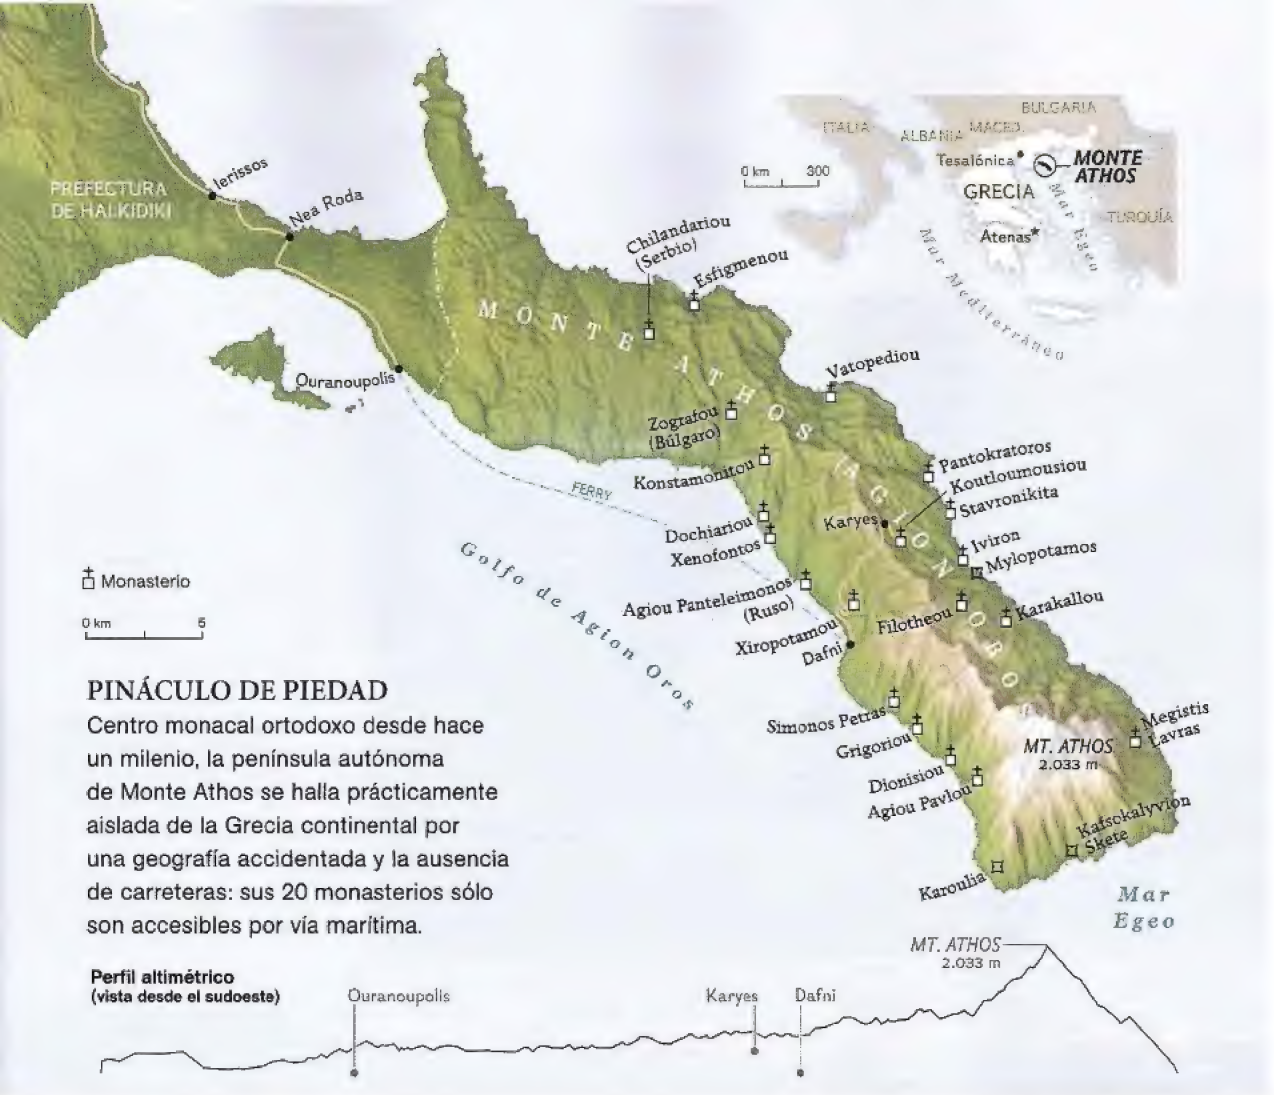 BULGARIA
ITALIA
ALBANIA
MACED.
Tesalónica
MONTE
ATHOS
GRECIA
TURQUÍA
Atenas
Mar Egeo
Mar Mediterráneo
0 km 300
PREFECTURA
DE HALKIDIKI
Ierissos
Nea Roda
Ouranoupolis
MONTE ATHOS
(AGION ORO
Chilandariou
(Serbio)
Esfigmenou
Vatopediou
Zografou
(Búlgaro)
Konstamonitou
Pantokratoros
Koutloumousiou
Stavronikita
Karyes
FERRY
Dochiariou
Xenofontos
Iviron
Mylopotamos
Agiou Panteleimonos
(Ruso)
Xiropotamou
Filotheou
Karakallou
Dafni
Golfo de Agion Oros
Simonos Petras
Grigoriou
Dionisiou
Agiou Pavlou
Megistis
Lavras
MT. ATHOS
2.033 m
Kafsokalyvion
Skete
Karoulia
Mar
Egeo
Monasterio
0 km 5
PINÁCULO DE PIEDAD
Centro monacal ortodoxo desde hace
un milenio, la península autónoma
de Monte Athos se halla prácticamente
aislada de la Grecia continental por
una geografía accidentada y la ausencia
de carreteras: sus 20 monasterios sólo
son accesibles por vía marítima.
Perfil altimétrico
(vista desde el sudoeste)
Ouranoupolis
Karyes
Dafni
MT. ATHOS
2.033 m